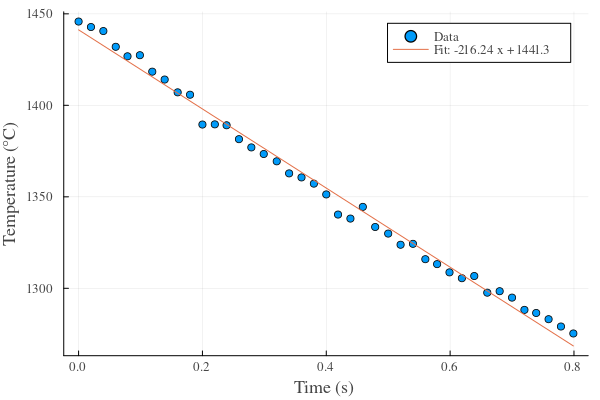 1450
1400
1350
1300
Temperature (°C)
Data
Fit: -216.24 x + 1441.3
0.0 0.2 0.4 0.6 0.8
Time (s)